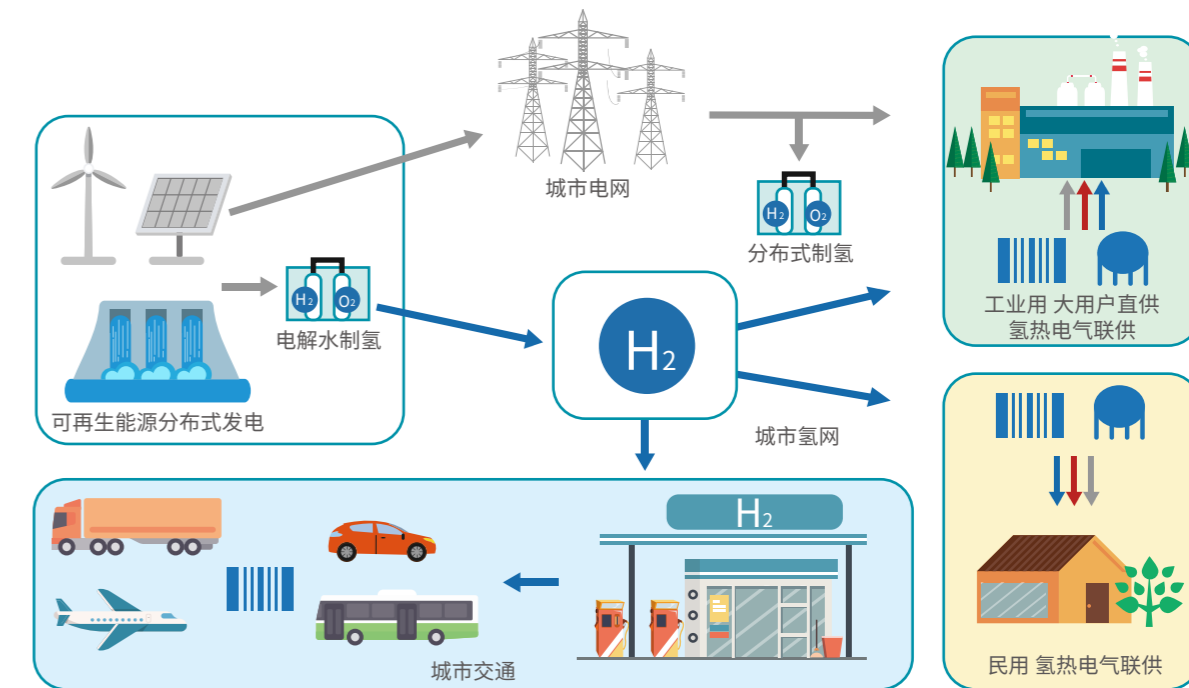 城市电网
H₂
O₂
分布式制氢
H₂
O₂
电解水制氢
可再生能源分布式发电
H₂
城市氢网
工业用 大用户直供
氢热电气联供
H₂
城市交通
民用 氢热电气联供